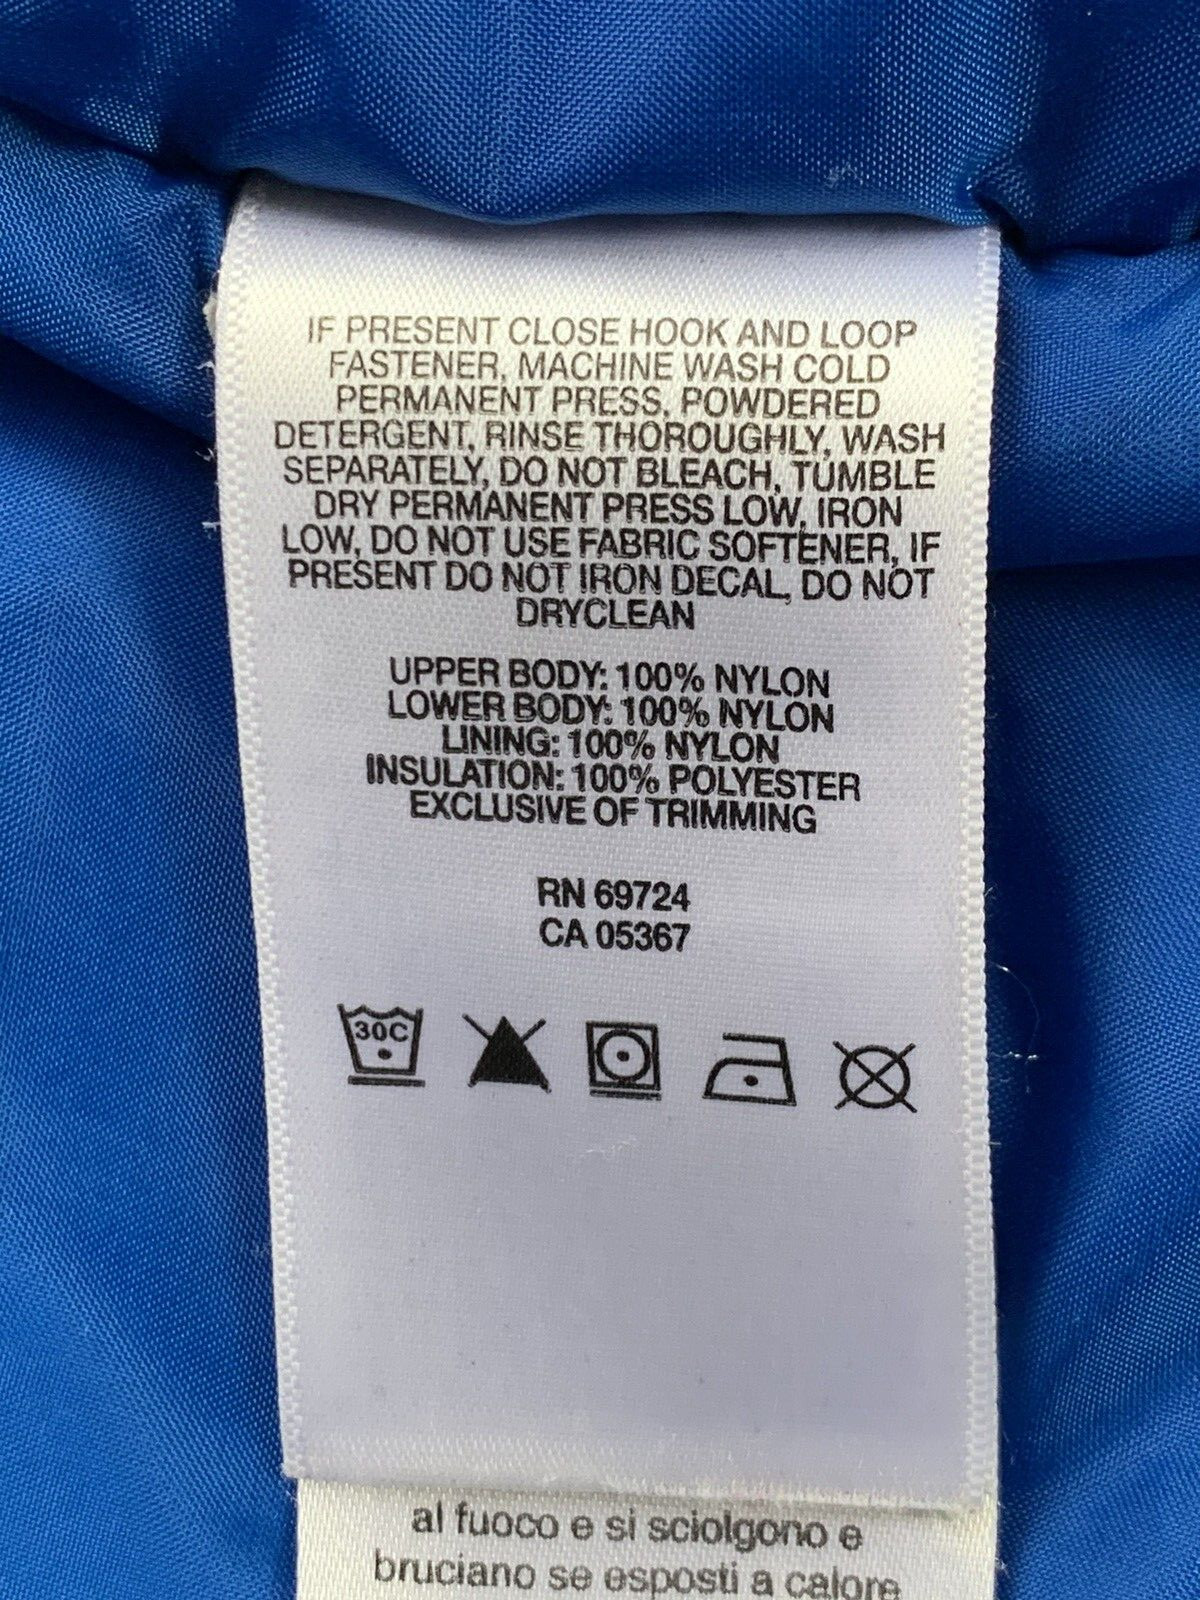 IF PRESENT CLOSE HOOK AND LOOP
FASTENER, MACHINE WASH COLD
PERMANENT PRESS, POWDERED
DETERGENT, RINSE THOROUGHLY, WASH
SEPARATELY, DO NOT BLEACH, TUMBLE
DRY PERMANENT PRESS LOW, IRON
LOW, DO NOT USE FABRIC SOFTENER, IF
PRESENT DO NOT IRON DECAL, DO NOT
DRYCLEAN
UPPER BODY: 100% NYLON
LOWER BODY: 100% NYLON
LINING: 100% NYLON
INSULATION: 100% POLYESTER
EXCLUSIVE OF TRIMMING
RN 69724
CA 05367
30C
al fuoco e si sciolgono e
bruciano se esposti a calore